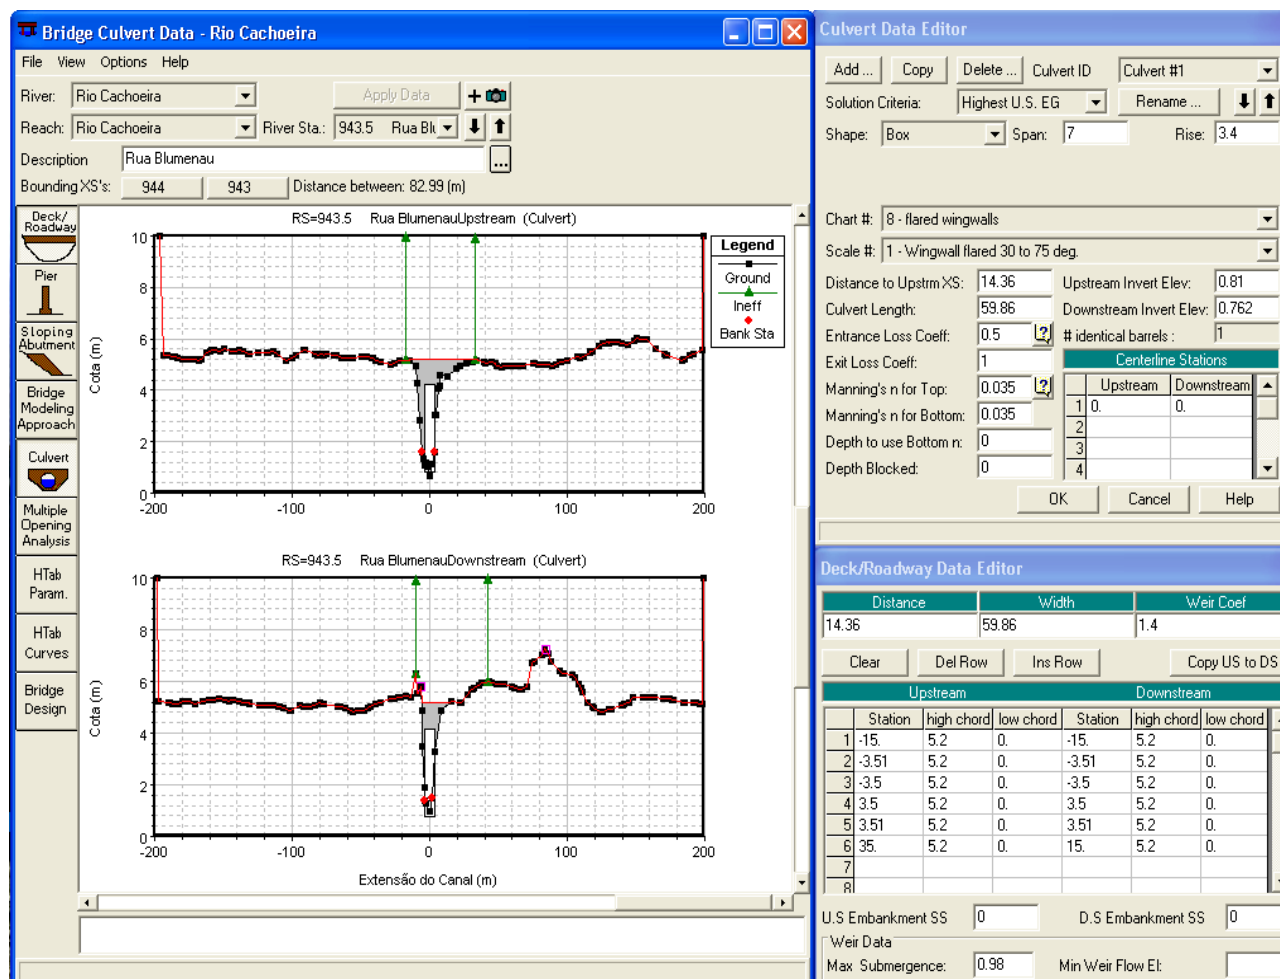 Bridge Culvert Data - Rio Cachoeira
File View Options Help
River: Rio Cachoeira Apply Data
Reach: Rio Cachoeira River Sta.: 943.5 Rua Blu
Description Rua Blumenau ...
Bounding XS's: 944 943 Distance between: 82.99 (m)
Deck/
Roadway
Pier
Sloping
Abutment
Bridge
Modeling
Approach
Culvert
Multiple
Opening
Analysis
HTab
Param.
HTab
Curves
Bridge
Design
RS=943.5 Rua BlumenauUpstream (Culvert)
Cota (m)
10
8
6
4
2
0
-200 -100 0 100 200
Legend
Ground
Ineff
Bank Sta
RS=943.5 Rua BlumenauDownstream (Culvert)
Cota (m)
10
8
6
4
2
0
-200 -100 0 100 200
Extensão do Canal (m)
Culvert Data Editor
Add ... Copy Delete ... Culvert ID Culvert #1
Solution Criteria: Highest U.S. EG Rename ...
Shape: Box Span: 7 Rise: 3.4
Chart #: 8 - flared wingwalls
Scale #: 1 - Wingwall flared 30 to 75 deg.
Distance to Upstrm XS: 14.36 Upstream Invert Elev: 0.81
Culvert Length: 59.86 Downstream Invert Elev: 0.762
Entrance Loss Coeff: 0.5 ? # identical barrels : 1
Exit Loss Coeff: 1 Centerline Stations
Manning's n for Top: 0.035 ? Upstream Downstream
Manning's n for Bottom: 0.035 1 0. 0.
2
Depth to use Bottom n: 0 3
Depth Blocked: 0 4
OK Cancel Help
Deck/Roadway Data Editor
Distance Width Weir Coef
14.36 59.86 1.4
Clear Del Row Ins Row Copy US to DS
Upstream Downstream
Station high chord low chord Station high chord low chord
1 -15. 5.2 0. -15. 5.2 0.
2 -3.51 5.2 0. -3.51 5.2 0.
3 -3.5 5.2 0. -3.5 5.2 0.
4 3.5 5.2 0. 3.5 5.2 0.
5 3.51 5.2 0. 3.51 5.2 0.
6 35. 5.2 0. 15. 5.2 0.
7
8
U.S Embankment SS 0 D.S Embankment SS 0
Weir Data
Max Submergence: 0.98 Min Weir Flow El: